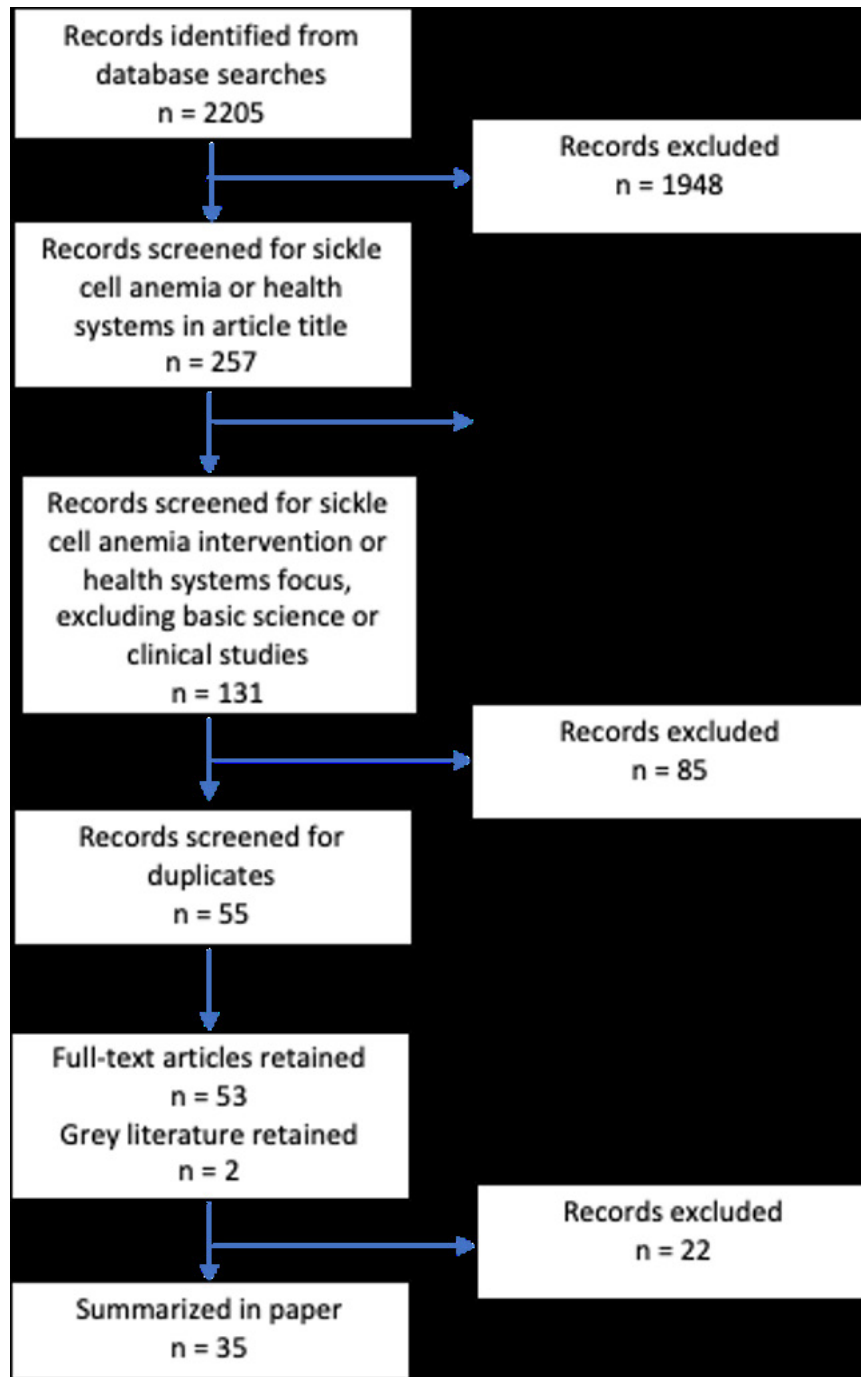 Records identified from
database searches
n = 2205
Records excluded
n = 1948
Records screened for sickle
cell anemia or health
systems in article title
n = 257
Records screened for sickle
cell anemia intervention or
health systems focus,
excluding basic science or
clinical studies
n = 131
Records excluded
n = 85
Records screened for
duplicates
n = 55
Full-text articles retained
n = 53
Grey literature retained
n = 2
Records excluded
n = 22
Summarized in paper
n = 35